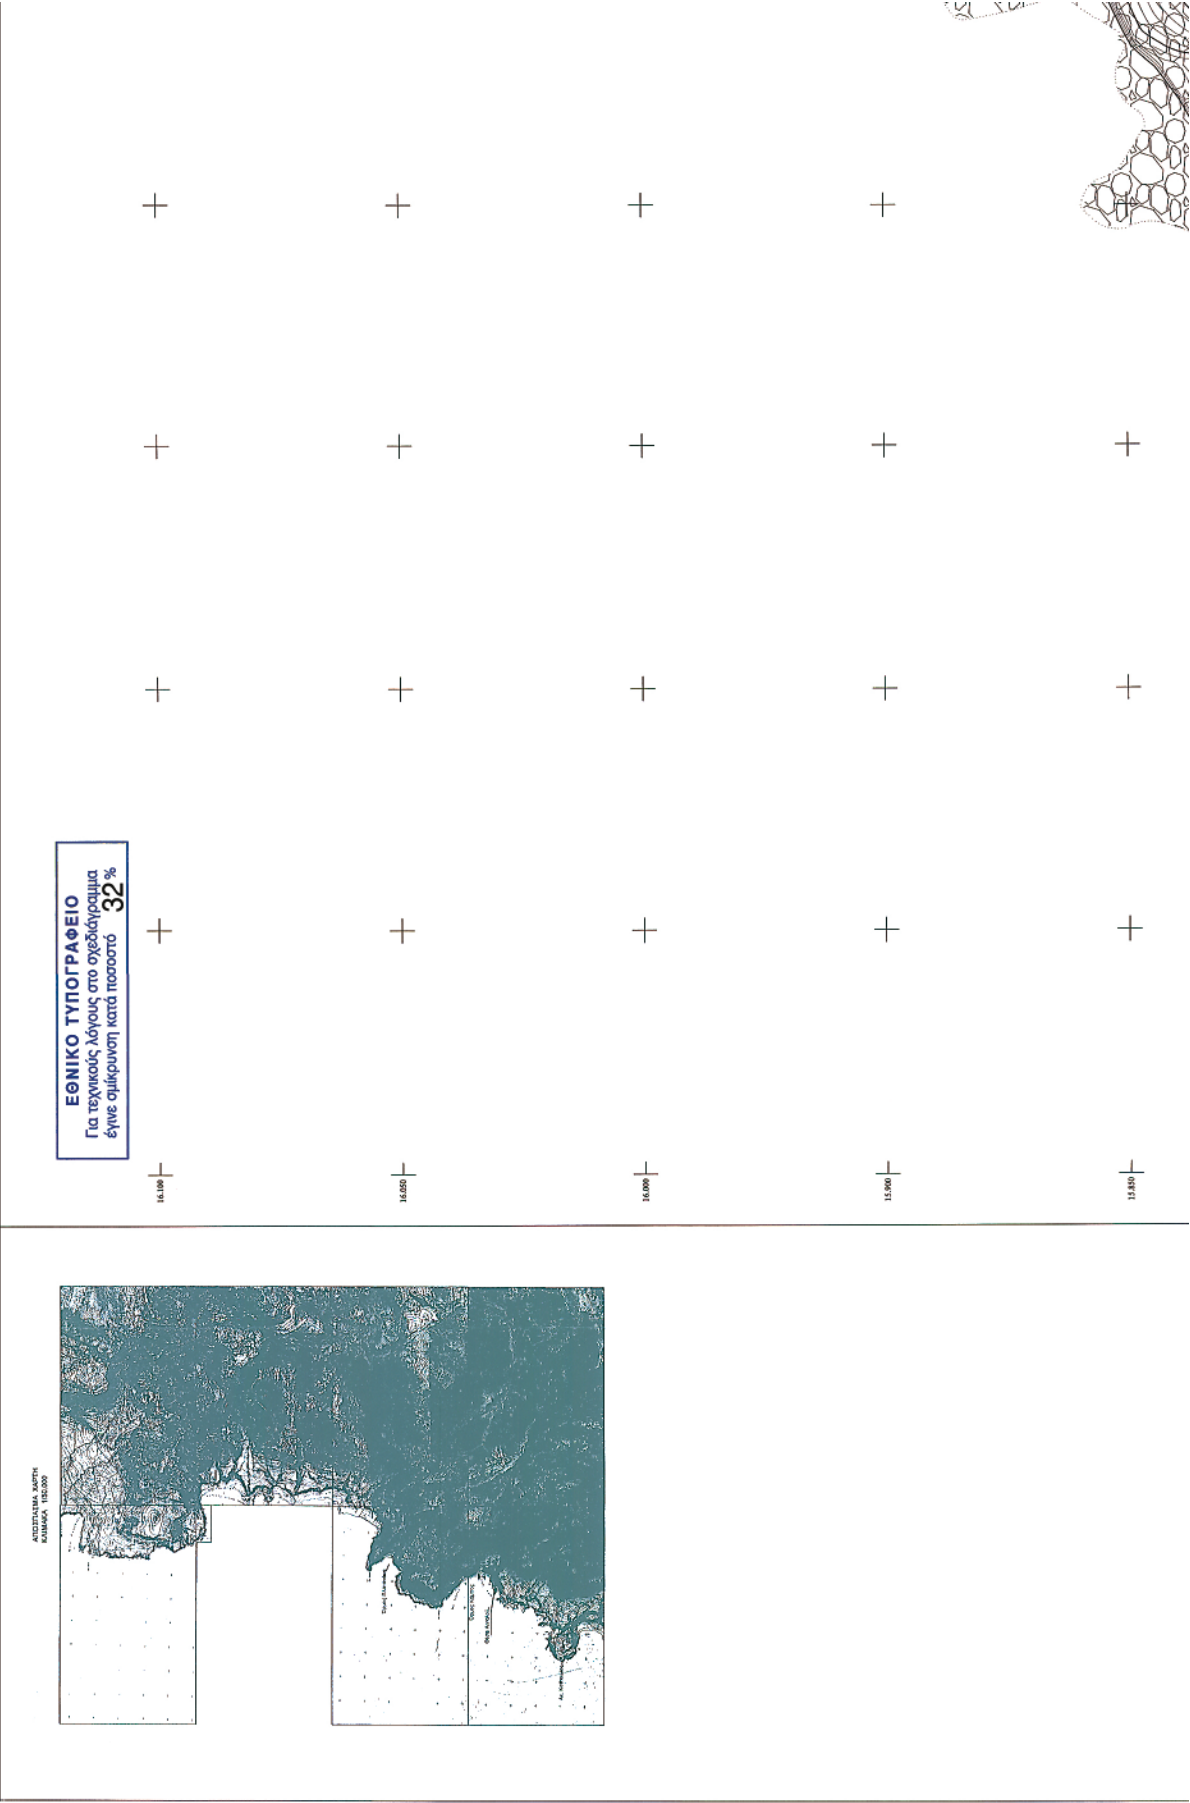 ΕΘΝΙΚΟ ΤΥΠΟΓΡΑΦΕΙΟ
Για τεχνικούς λόγους στο σχεδιάγραμμα
έγινε σμίκρυνση κατά ποσοστό 32%
16.100
16.050
16.000
15.900
15.850
ΑΠΟΣΠΑΣΜΑ ΧΑΡΤΗ
ΚΛΙΜΑΚΑ 1:50.000